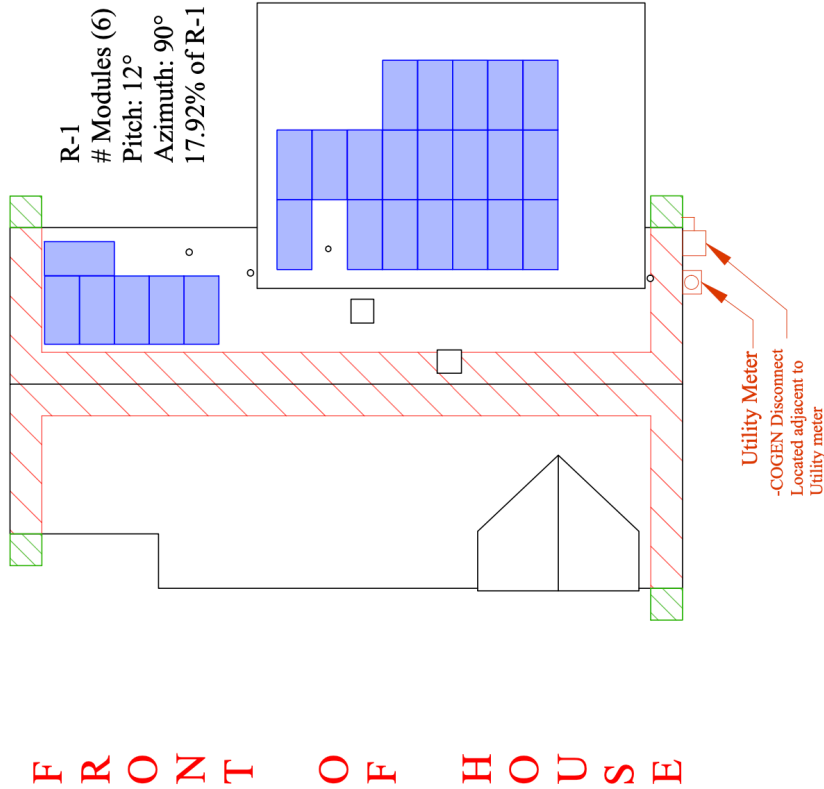 R-1
# Modules (6)
Pitch: 12°
Azimuth: 90°
17.92% of R-1
Utility Meter
-COGEN Disconnect
Located adjacent to
Utility meter
FRONT OF HOUSE